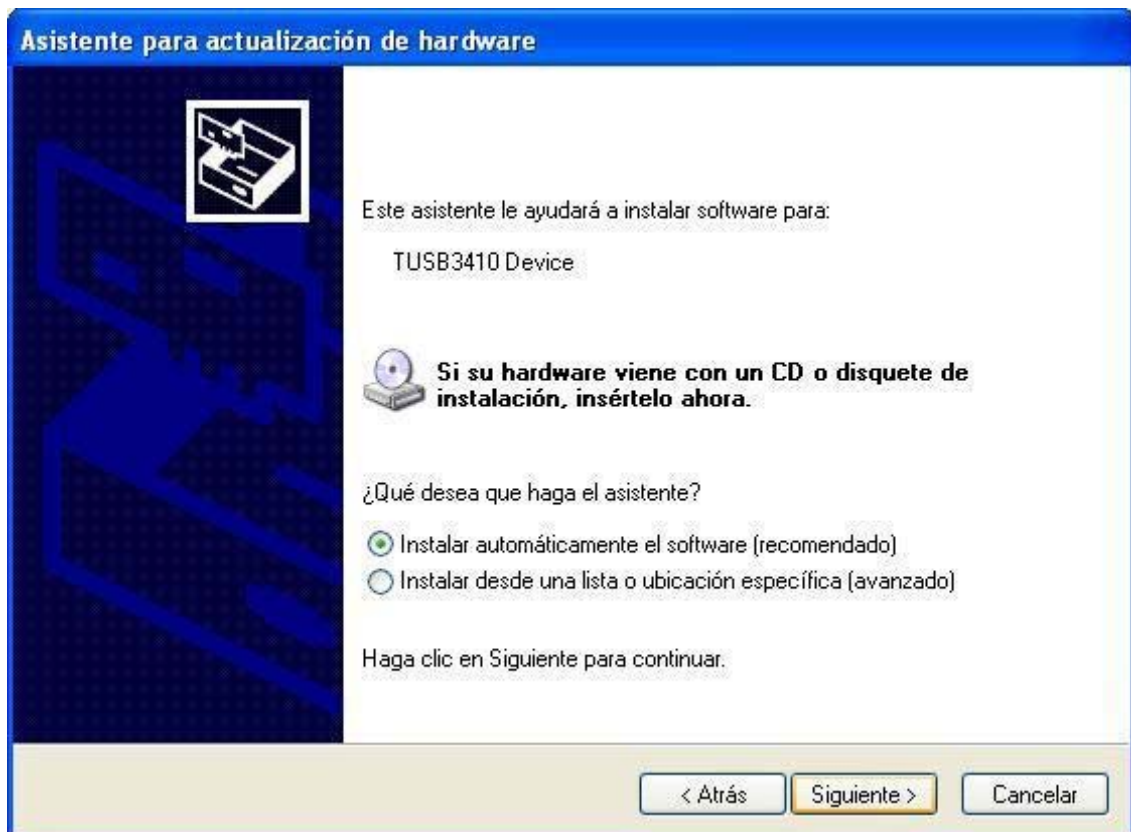 Asistente para actualización de hardware
Este asistente le ayudará a instalar software para:
TUSB3410 Device
Si su hardware viene con un CD o disquete de
instalación, insértelo ahora.
¿Qué desea que haga el asistente?
Instalar automáticamente el software (recomendado)
Instalar desde una lista o ubicación específica (avanzado)
Haga clic en Siguiente para continuar.
< Atrás
Siguiente >
Cancelar